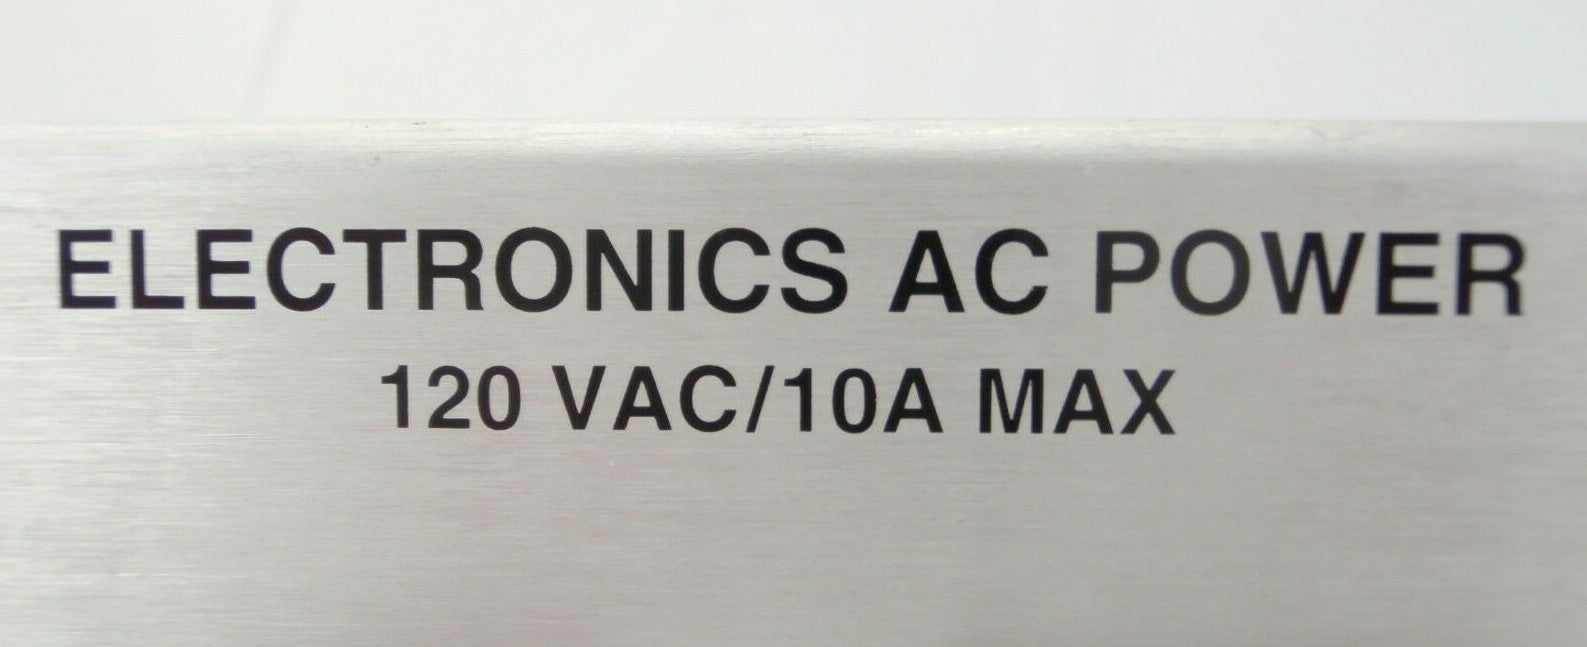 ELECTRONICS AC POWER
120 VAC/10A MAX